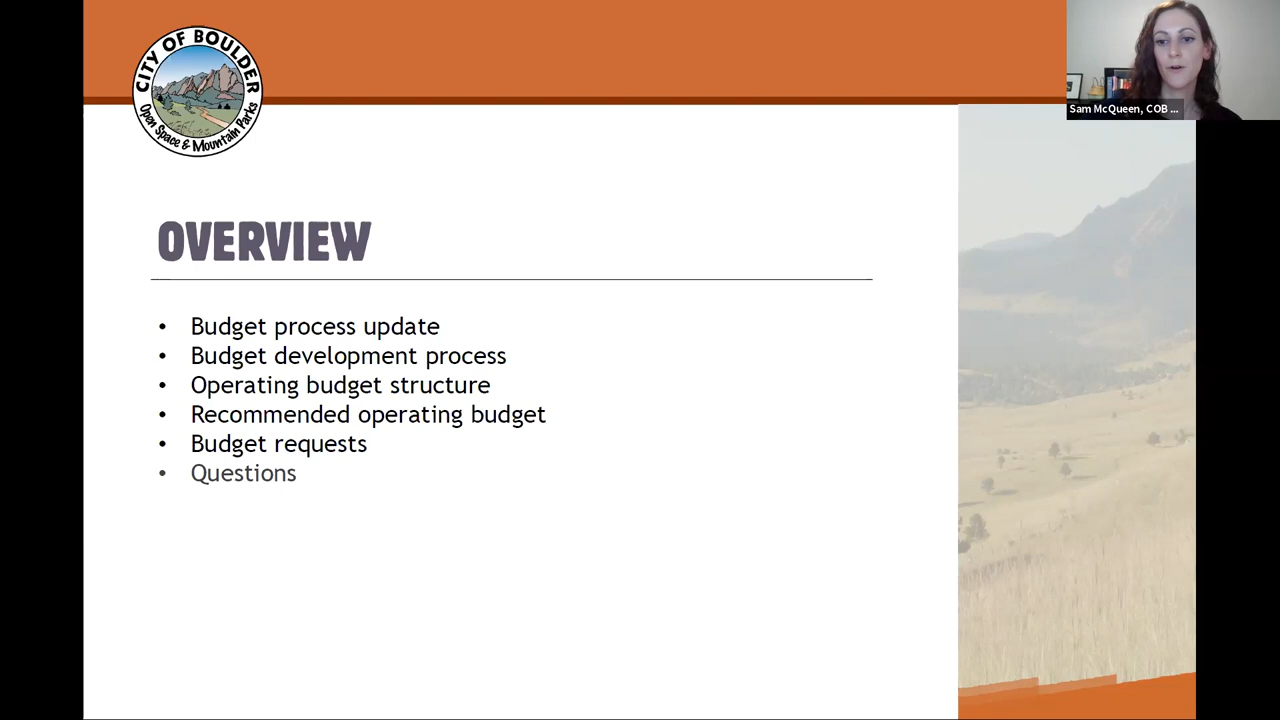 CITY OF BOULDER
Open Space & Mountain Parks
Sam McQueen, COB ...
OVERVIEW
• Budget process update
• Budget development process
• Operating budget structure
• Recommended operating budget
• Budget requests
• Questions